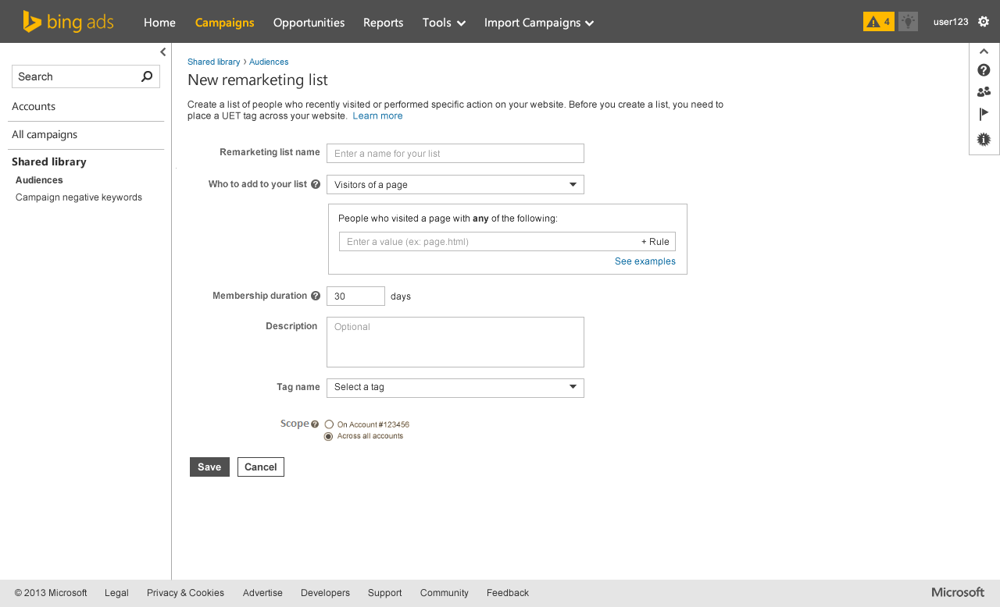 bing ads
Home Campaigns Opportunities Reports Tools Import Campaigns
4
user123
Search
Accounts
All campaigns
Shared library
Audiences
Campaign negative keywords
Shared library › Audiences
New remarketing list
Create a list of people who recently visited or performed specific action on your website. Before you create a list, you need to
place a UET tag across your website. Learn more
Remarketing list name Enter a name for your list
Who to add to your list ? Visitors of a page
People who visited a page with any of the following:
Enter a value (ex: page.html) + Rule
See examples
Membership duration ? 30 days
Description Optional
Tag name Select a tag
Scope ? On Account #123456
Across all accounts
Save Cancel
© 2013 Microsoft Legal Privacy & Cookies Advertise Developers Support Community Feedback Microsoft